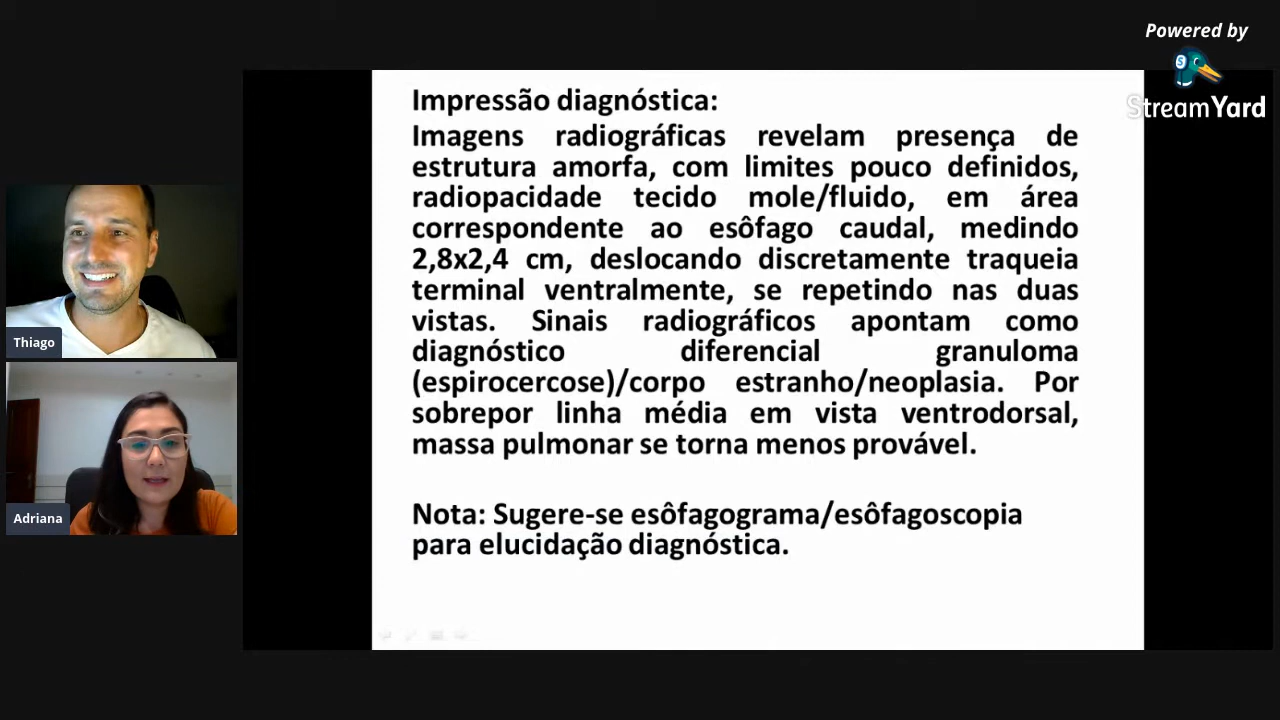 Powered by
StreamYard
Impressão diagnóstica:
Imagens radiográficas revelam presença de
estrutura amorfa, com limites pouco definidos,
radiopacidade tecido mole/fluido, em área
correspondente ao esôfago caudal, medindo
2,8x2,4 cm, deslocando discretamente traqueia
terminal ventralmente, se repetindo nas duas
vistas. Sinais radiográficos apontam como
diagnóstico diferencial granuloma
(espirocercose)/corpo estranho/neoplasia. Por
sobrepor linha média em vista ventrodorsal,
massa pulmonar se torna menos provável.
Nota: Sugere-se esôfagograma/esôfagoscopia
para elucidação diagnóstica.
Thiago
Adriana